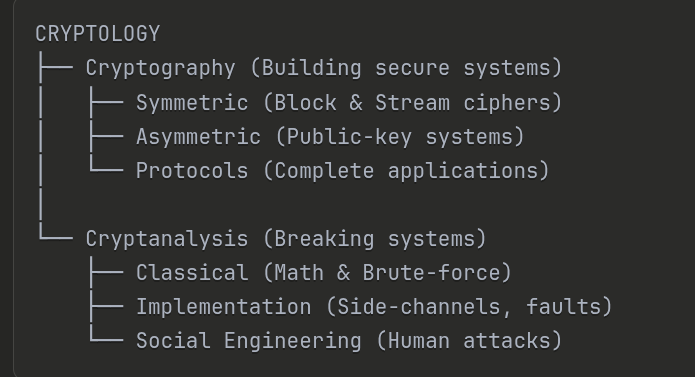 CRYPTOLOGY
├── Cryptography (Building secure systems)
│   ├── Symmetric (Block & Stream ciphers)
│   ├── Asymmetric (Public-key systems)
│   └── Protocols (Complete applications)
│
└── Cryptanalysis (Breaking systems)
    ├── Classical (Math & Brute-force)
    ├── Implementation (Side-channels, faults)
    └── Social Engineering (Human attacks)